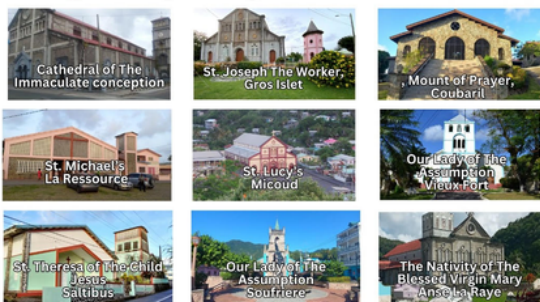 Cathedral of The
Immaculate conception
St. Joseph The Worker,
Gros Islet
, Mount of Prayer,
Coubaril
St. Michael's
La Ressource
St. Lucy's
Micoud
Our Lady of The
Assumption
Vieux Fort
St. Theresa of The Child
Jesus
Saltibus
Our Lady of The
Assumption
Soufriere
The Nativity of The
Blessed Virgin Mary
Anse La Raye